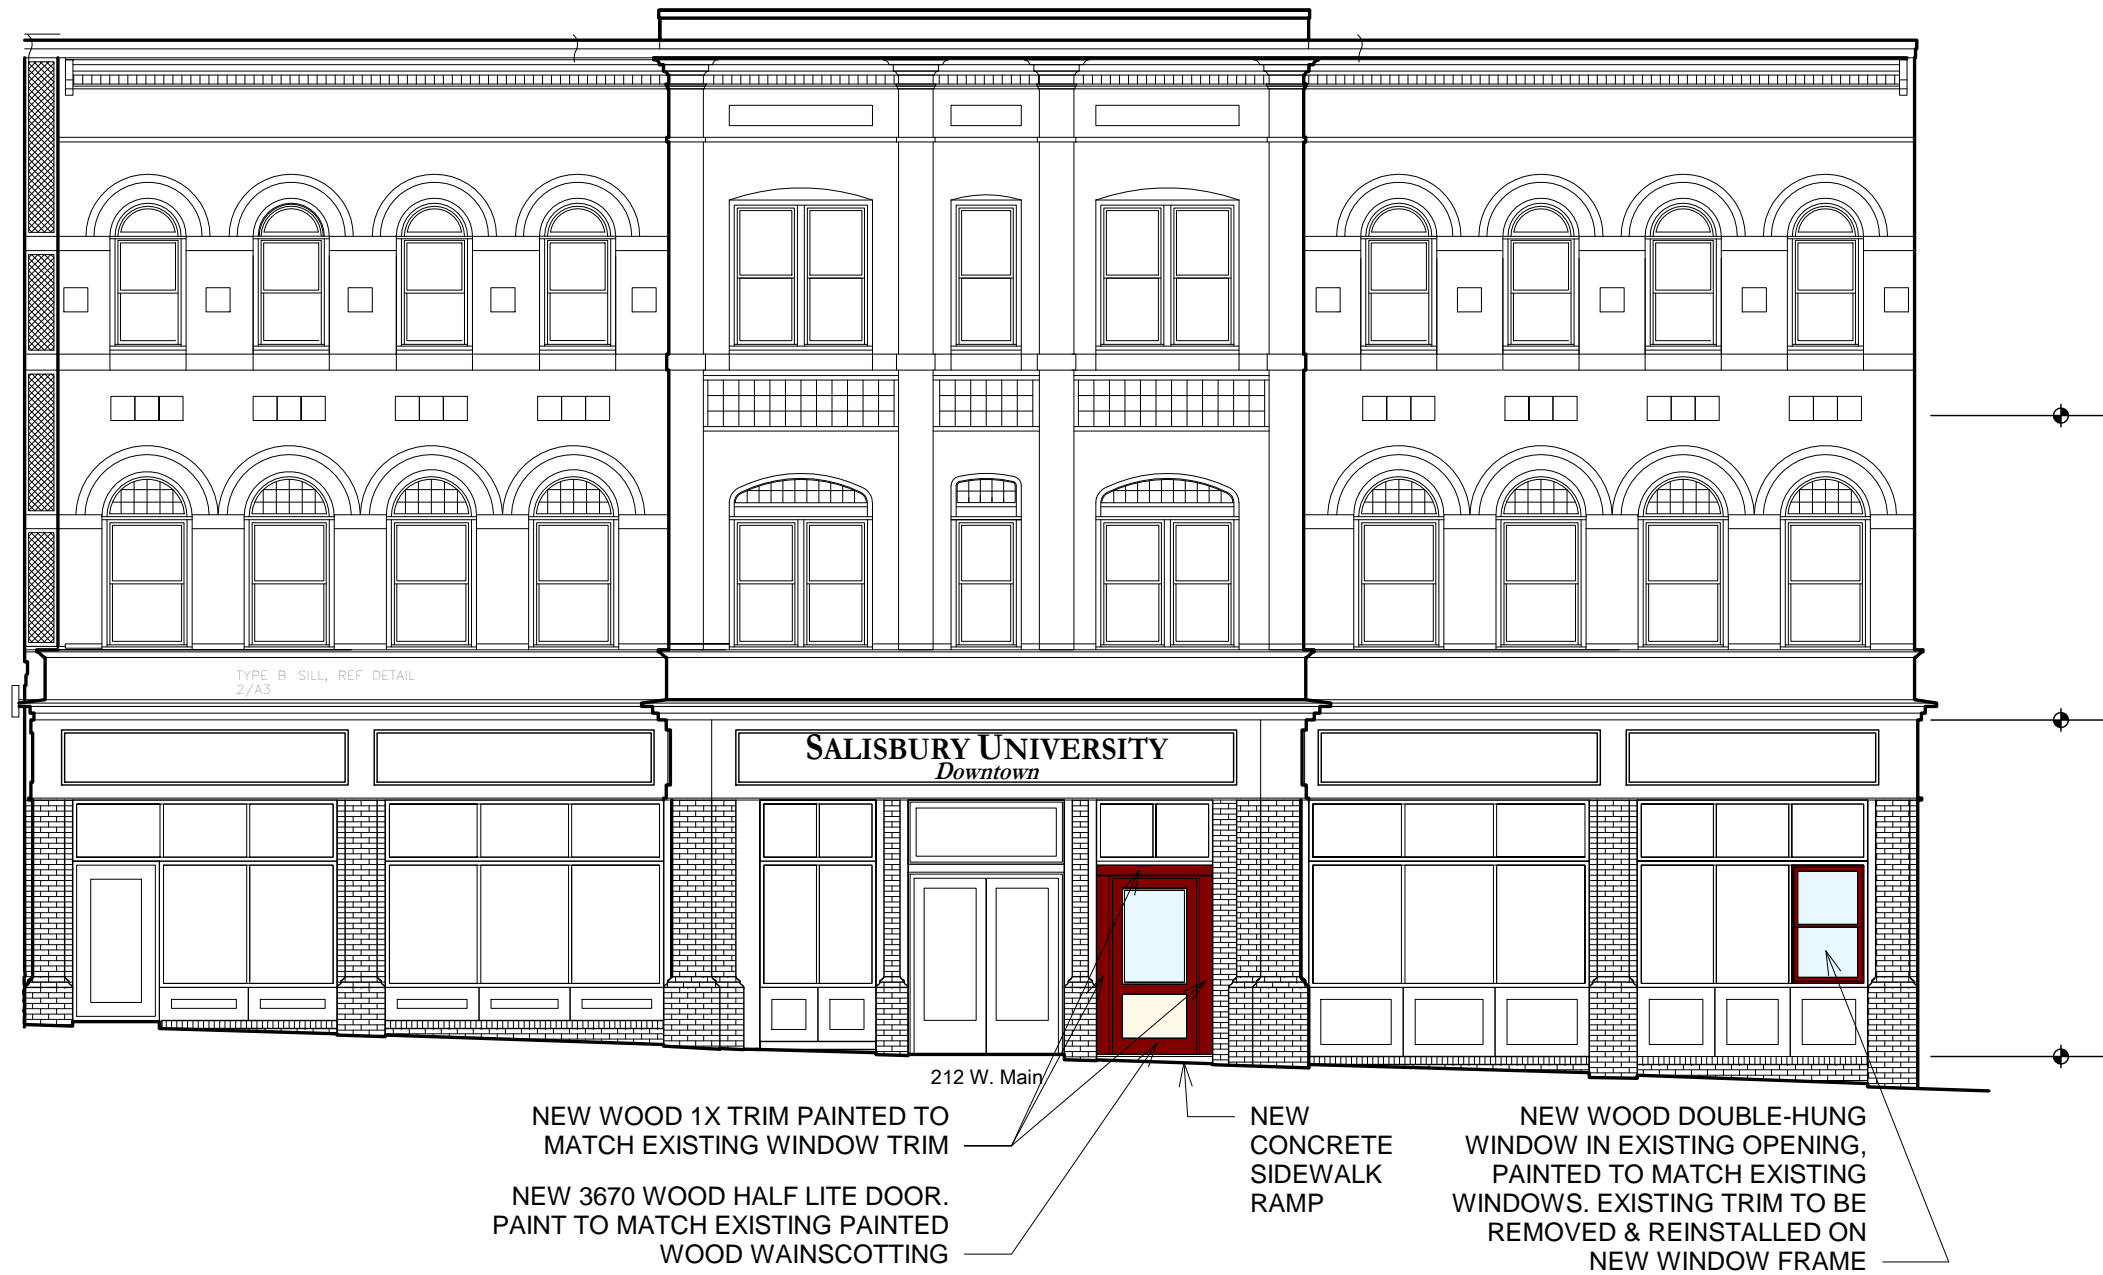 TYPE B SILL, REF DETAIL
2/A3
SALISBURY UNIVERSITY
Downtown
212 W. Main
NEW WOOD 1X TRIM PAINTED TO
MATCH EXISTING WINDOW TRIM
NEW 3670 WOOD HALF LITE DOOR.
PAINT TO MATCH EXISTING PAINTED
WOOD WAINSCOTTING
NEW
CONCRETE
SIDEWALK
RAMP
NEW WOOD DOUBLE-HUNG
WINDOW IN EXISTING OPENING,
PAINTED TO MATCH EXISTING
WINDOWS. EXISTING TRIM TO BE
REMOVED & REINSTALLED ON
NEW WINDOW FRAME